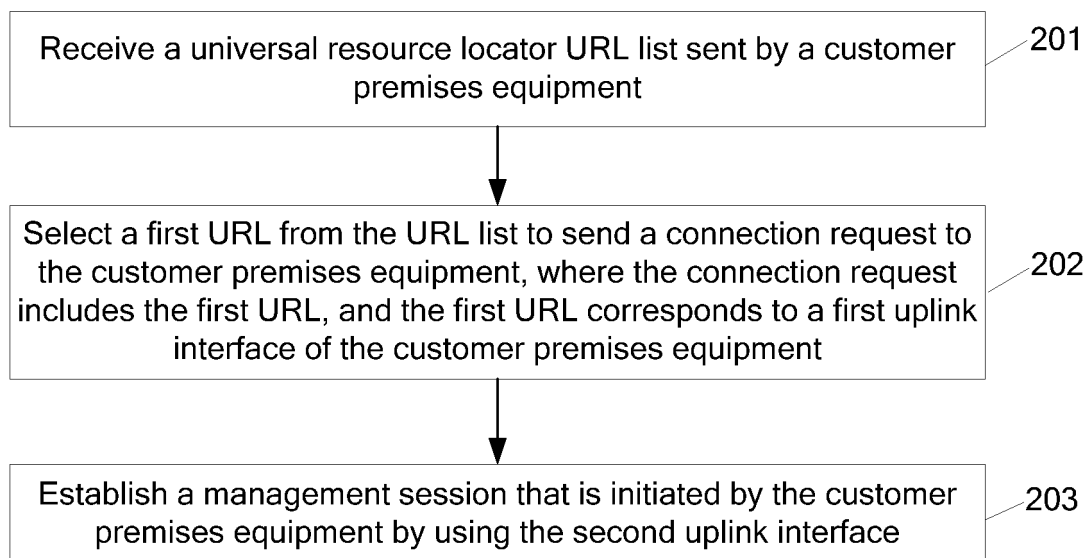 Receive a universal resource locator URL list sent by a customer
premises equipment
201
Select a first URL from the URL list to send a connection request to
the customer premises equipment, where the connection request
includes the first URL, and the first URL corresponds to a first uplink
interface of the customer premises equipment
202
Establish a management session that is initiated by the customer
premises equipment by using the second uplink interface
203